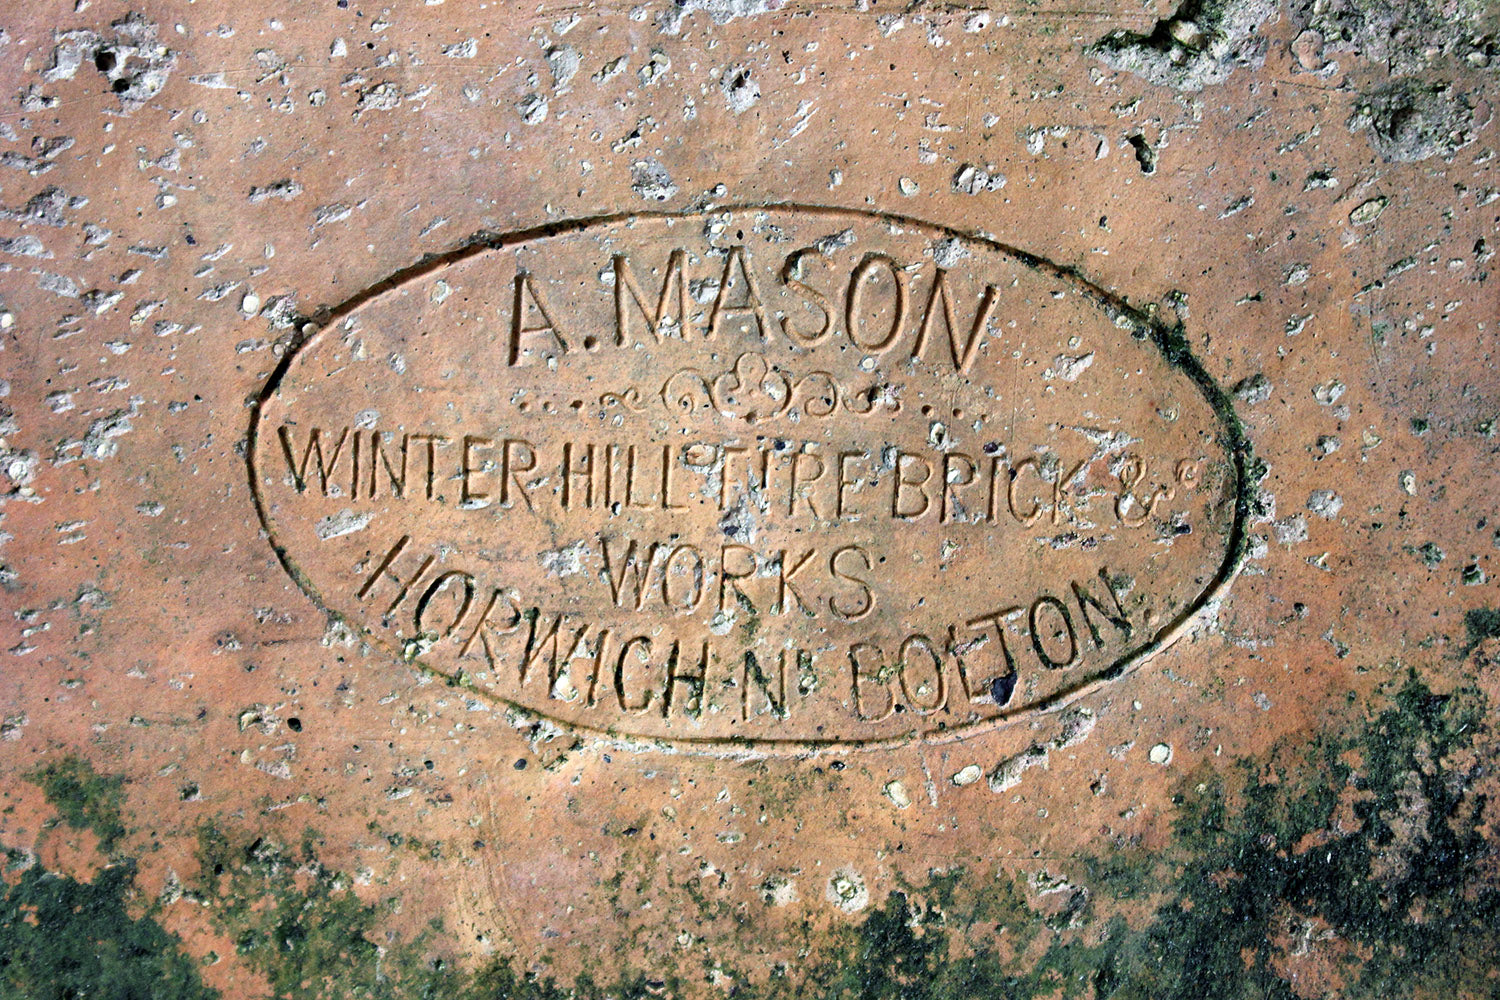 A. MASON
WINTER HILL FIRE BRICK &c
WORKS
HORWICH Nr BOLTON